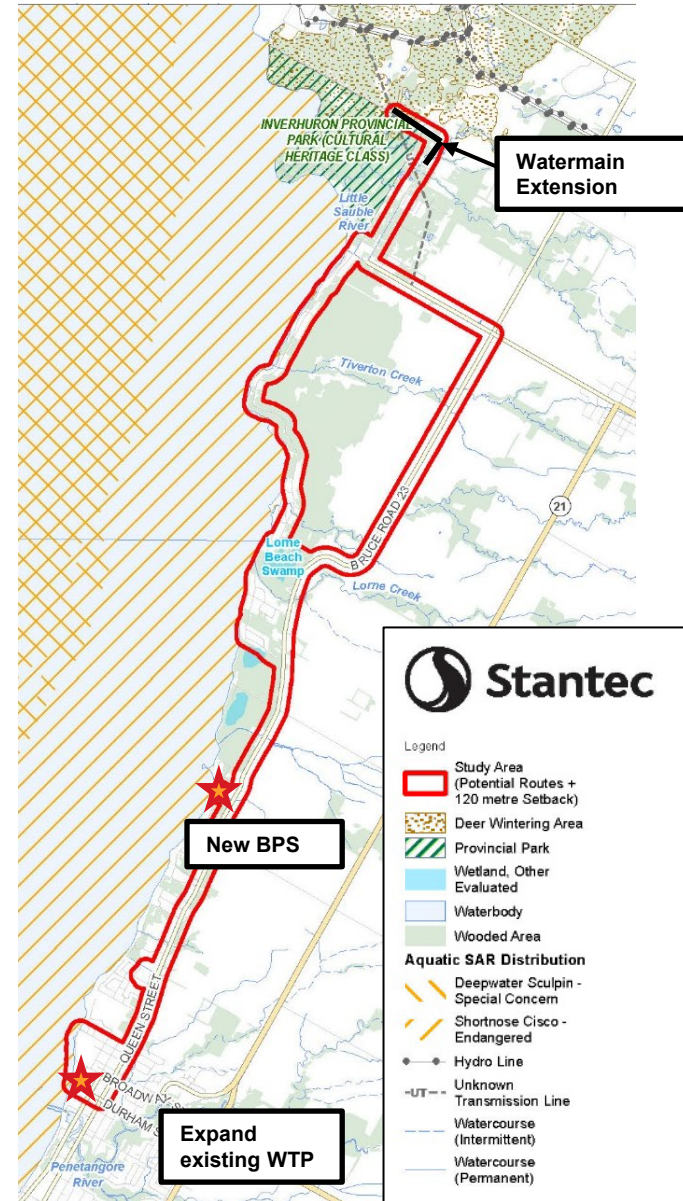 INVERHURON PROVINCIAL
PARK (CULTURAL
HERITAGE CLASS)
Watermain
Extension
Little
Sauble
River
Tiverton Creek
21
BRUCE ROAD 23
Lorne
Beach
Swamp
Lorne Creek
New BPS
QUEEN STREET
BROADWAY S
DURHAM S
Penetangore
River
Expand
existing WTP
Stantec
Legend
Study Area
(Potential Routes +
120 metre Setback)
Deer Wintering Area
Provincial Park
Wetland, Other
Evaluated
Waterbody
Wooded Area
Aquatic SAR Distribution
Deepwater Sculpin -
Special Concern
Shortnose Cisco -
Endangered
Hydro Line
-UT- Unknown
Transmission Line
Watercourse
(Intermittent)
Watercourse
(Permanent)